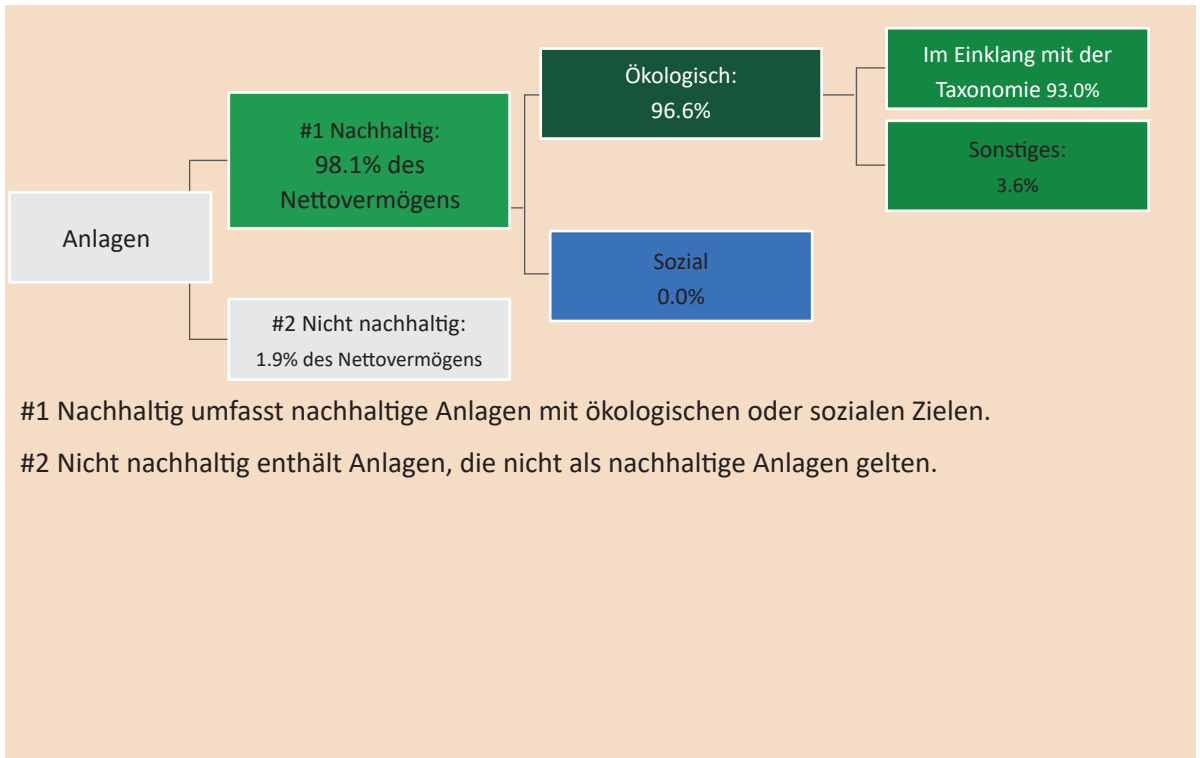 Anlagen
#1 Nachhaltig:
98.1% des
Nettovermögens
#2 Nicht nachhaltig:
1.9% des Nettovermögens
Ökologisch:
96.6%
Sozial
0.0%
Im Einklang mit der
Taxonomie 93.0%
Sonstiges:
3.6%
#1 Nachhaltig umfasst nachhaltige Anlagen mit ökologischen oder sozialen Zielen.
#2 Nicht nachhaltig enthält Anlagen, die nicht als nachhaltige Anlagen gelten.